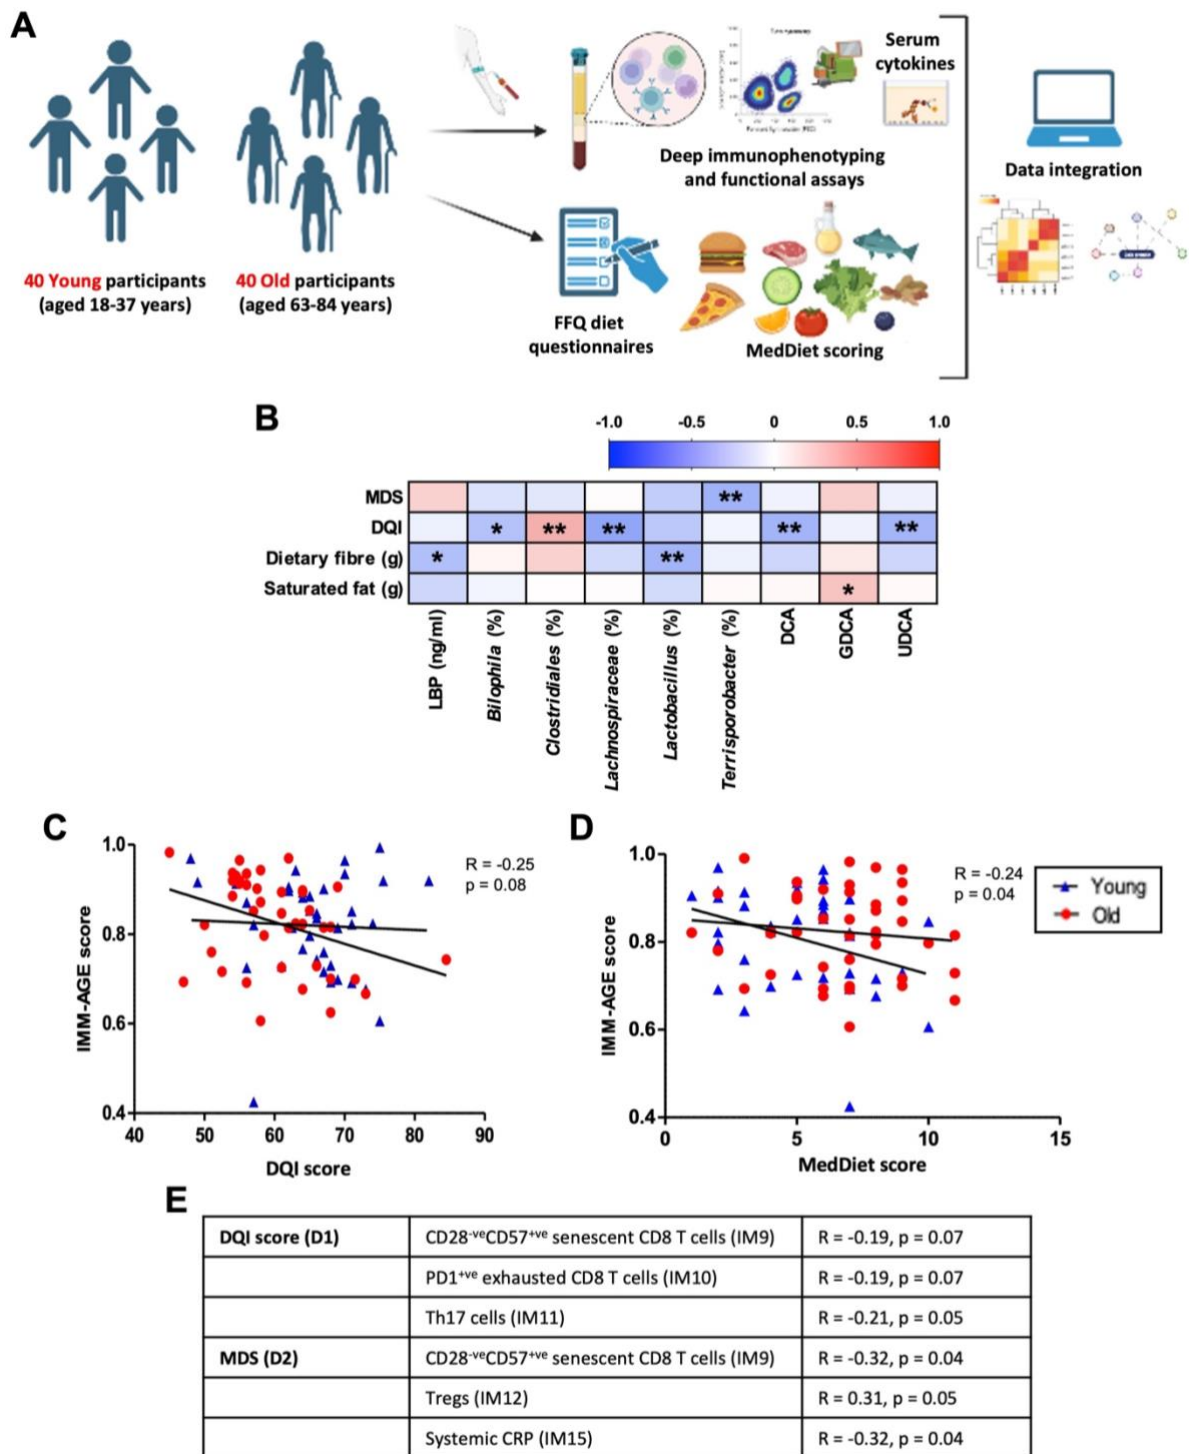 A
40 Young participants
(aged 18-37 years)
40 Old participants
(aged 63-84 years)
Serum
cytokines
Deep immunophenotyping
and functional assays
FFQ diet
questionnaires
MedDiet scoring
Data integration
B
-1.0 -0.5 0 0.5 1.0
MDS **
DQI * ** ** ** **
Dietary fibre (g) * **
Saturated fat (g) *
LBP (ng/ml)
Bilophila (%)
Clostridiales (%)
Lachnospiraceae (%)
Lactobacillus (%)
Terrisporobacter (%)
DCA
GDCA
UDCA
C
IMM-AGE score
1.0
0.8
0.6
0.4
40 50 60 70 80 90
DQI score
R = -0.25
p = 0.08
D
IMM-AGE score
1.0
0.8
0.6
0.4
0 5 10 15
MedDiet score
R = -0.24
p = 0.04
Young
Old
E
DQI score (D1) CD28-veCD57+ve senescent CD8 T cells (IM9) R = -0.19, p = 0.07
PD1+ve exhausted CD8 T cells (IM10) R = -0.19, p = 0.07
Th17 cells (IM11) R = -0.21, p = 0.05
MDS (D2) CD28-veCD57+ve senescent CD8 T cells (IM9) R = -0.32, p = 0.04
Tregs (IM12) R = 0.31, p = 0.05
Systemic CRP (IM15) R = -0.32, p = 0.04